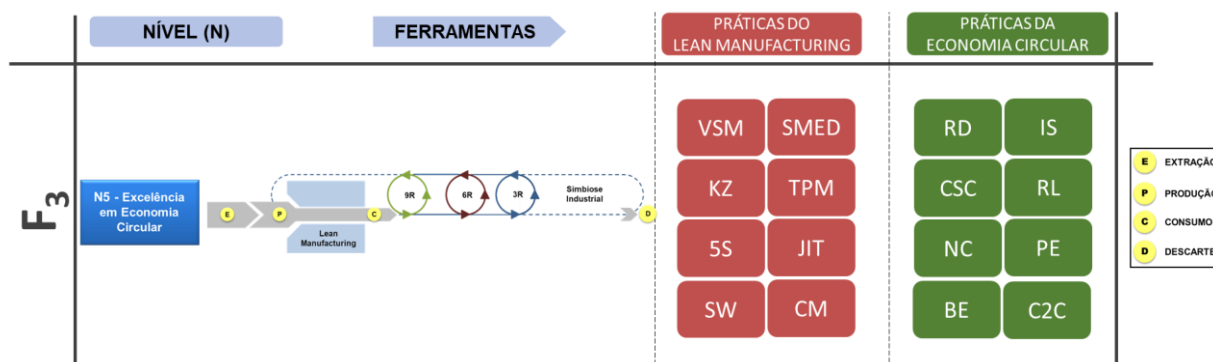 NÍVEL (N)
FERRAMENTAS
PRÁTICAS DO
LEAN MANUFACTURING
PRÁTICAS DA
ECONOMIA CIRCULAR
F3
N5 - Excelência
em Economia
Circular
E
P
Lean
Manufacturing
C
9R
6R
3R
Simbiose
Industrial
D
VSM SMED
KZ TPM
5S JIT
SW CM
RD IS
CSC RL
NC PE
BE C2C
E EXTRAÇÃO
P PRODUÇÃO
C CONSUMO
D DESCARTE